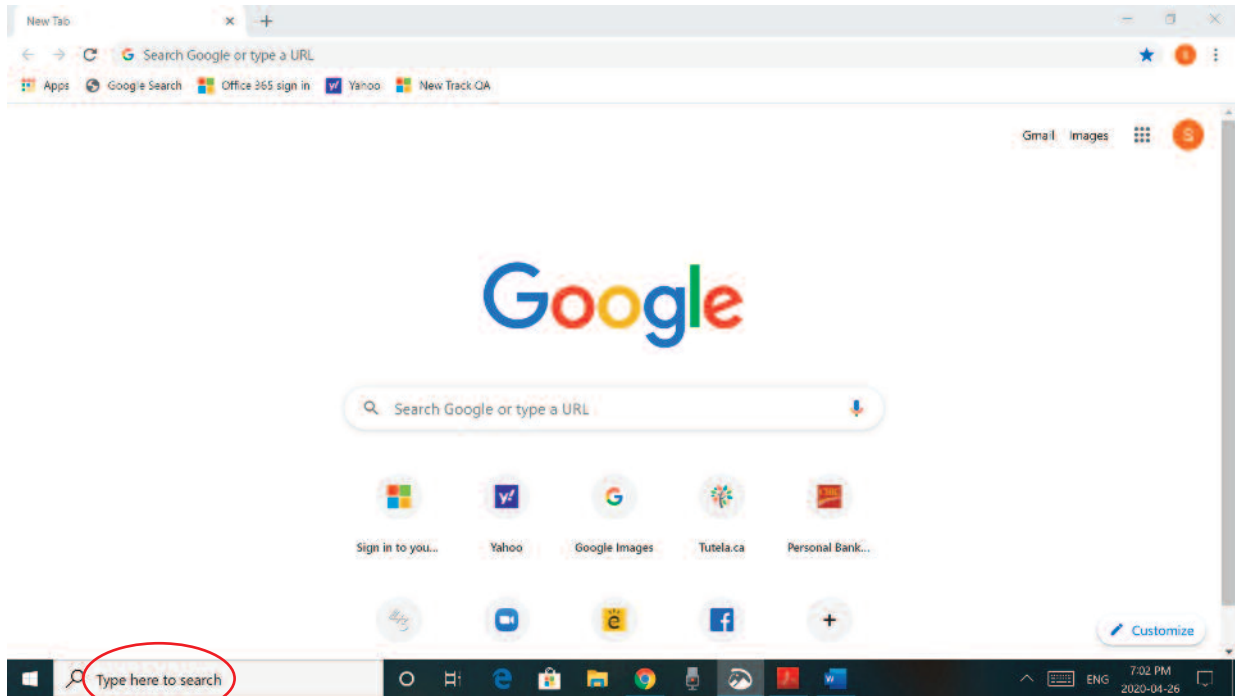 New Tab
Search Google or type a URL
Apps Google Search Office 365 sign in Yahoo New Track QA
Gmail Images S
Google
Search Google or type a URL
Sign in to you... Yahoo Google Images Tutela.ca Personal Bank...
Customize
Type here to search
ENG 7:02 PM
2020-04-26